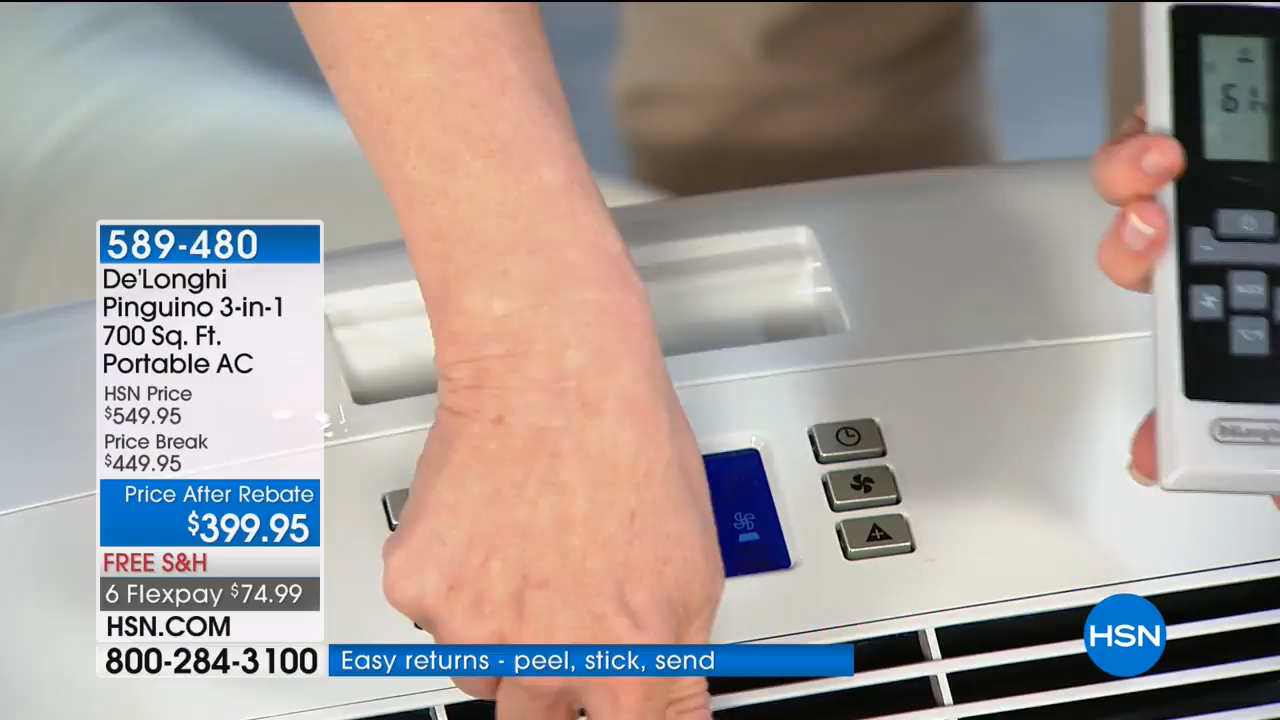 589-480
De'Longhi
Pinguino 3-in-1
700 Sq. Ft.
Portable AC
HSN Price
$549.95
Price Break
$449.95
Price After Rebate
$399.95
FREE S&H
6 Flexpay $74.99
HSN.COM
800-284-3100
Easy returns - peel, stick, send
HSN